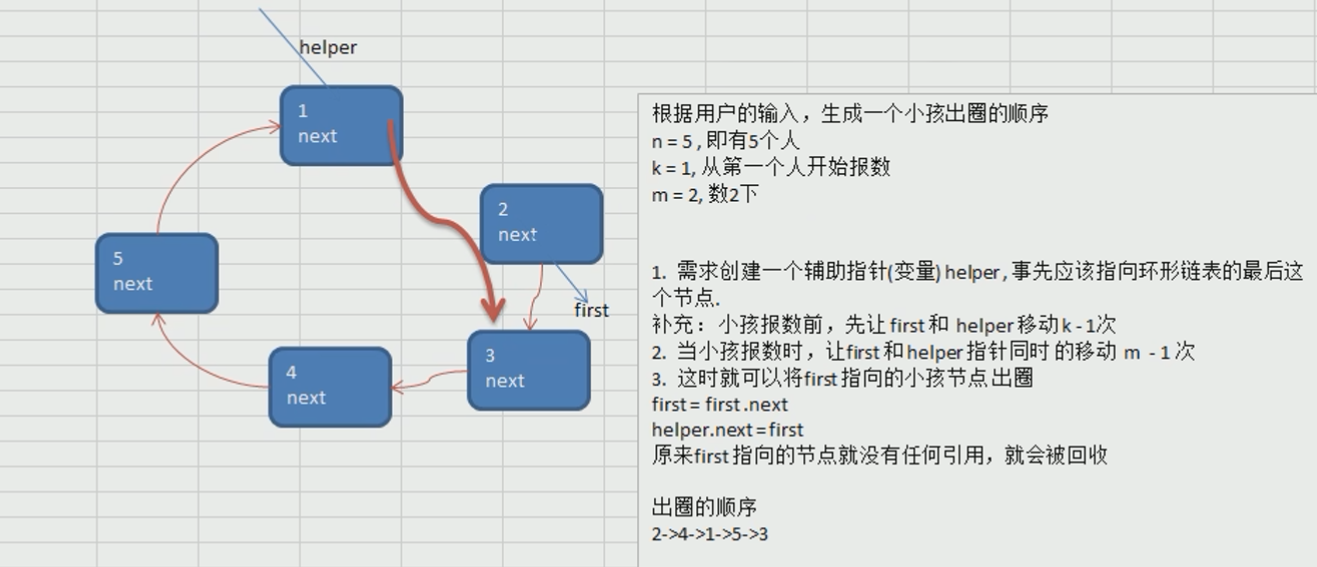 helper
1
next
2
next
first
3
next
4
next
5
next
根据用户的输入，生成一个小孩出圈的顺序
n = 5 , 即有5个人
k = 1, 从第一个人开始报数
m = 2, 数2下
1. 需求创建一个辅助指针(变量) helper , 事先应该指向环形链表的最后这
个节点.
补充：小孩报数前，先让 first 和 helper 移动 k - 1次
2. 当小孩报数时，让first 和 helper 指针同时 的移动 m - 1 次
3. 这时就可以将first 指向的小孩节点 出圈
first = first .next
helper.next = first
原来first 指向的节点就没有任何引用，就会被回收
出圈的顺序
2->4->1->5->3